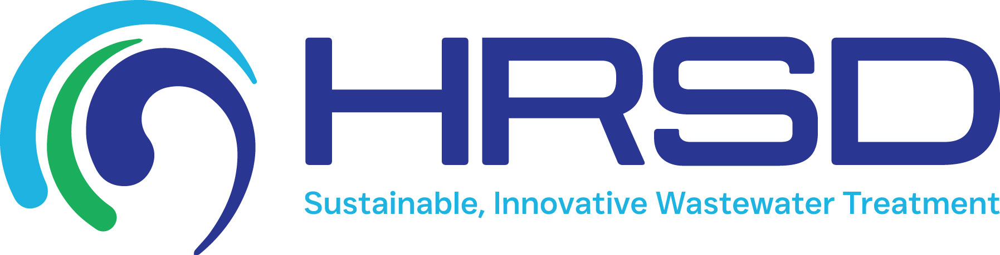 HRSD
Sustainable, Innovative Wastewater Treatment